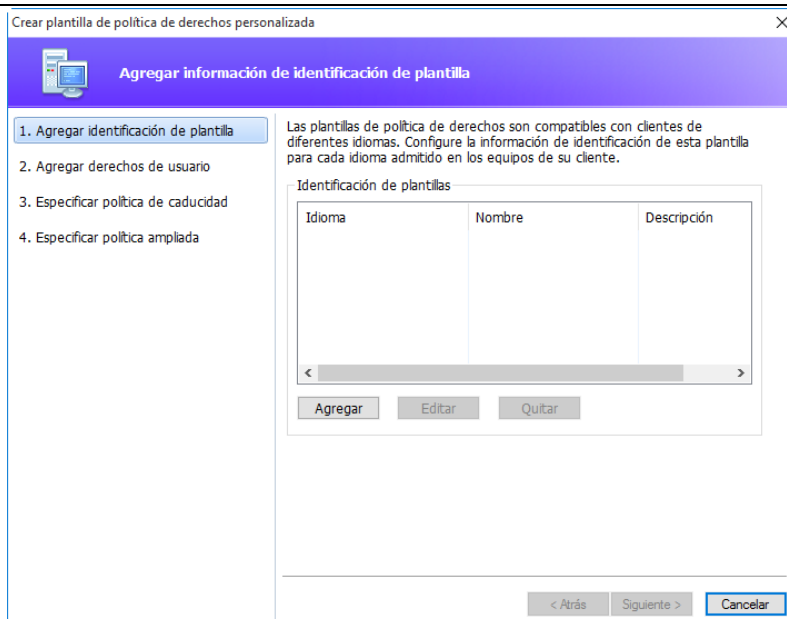 Crear plantilla de política de derechos personalizada
Agregar información de identificación de plantilla
1. Agregar identificación de plantilla
2. Agregar derechos de usuario
3. Especificar política de caducidad
4. Especificar política ampliada
Las plantillas de política de derechos son compatibles con clientes de
diferentes idiomas. Configure la información de identificación de esta plantilla
para cada idioma admitido en los equipos de su cliente.
Identificación de plantillas
Idioma Nombre Descripción
Agregar Editar Quitar
< Atrás Siguiente > Cancelar